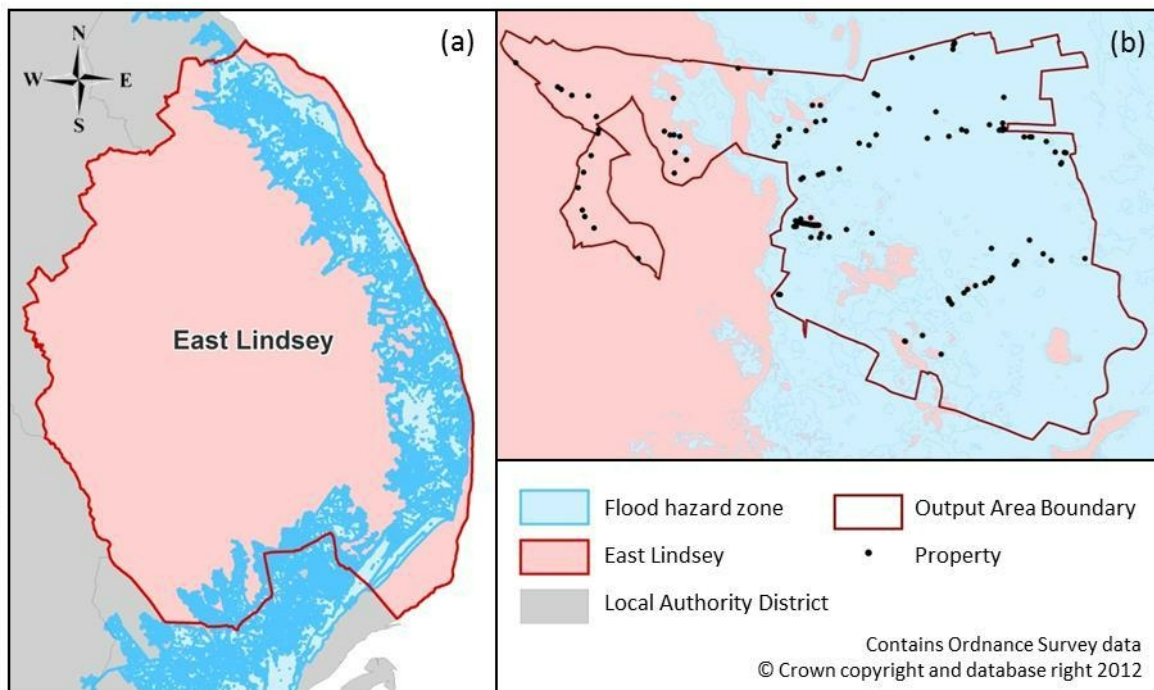 (a)
N
W E
S
East Lindsey
(b)
Flood hazard zone
Output Area Boundary
East Lindsey
Property
Local Authority District
Contains Ordnance Survey data
© Crown copyright and database right 2012